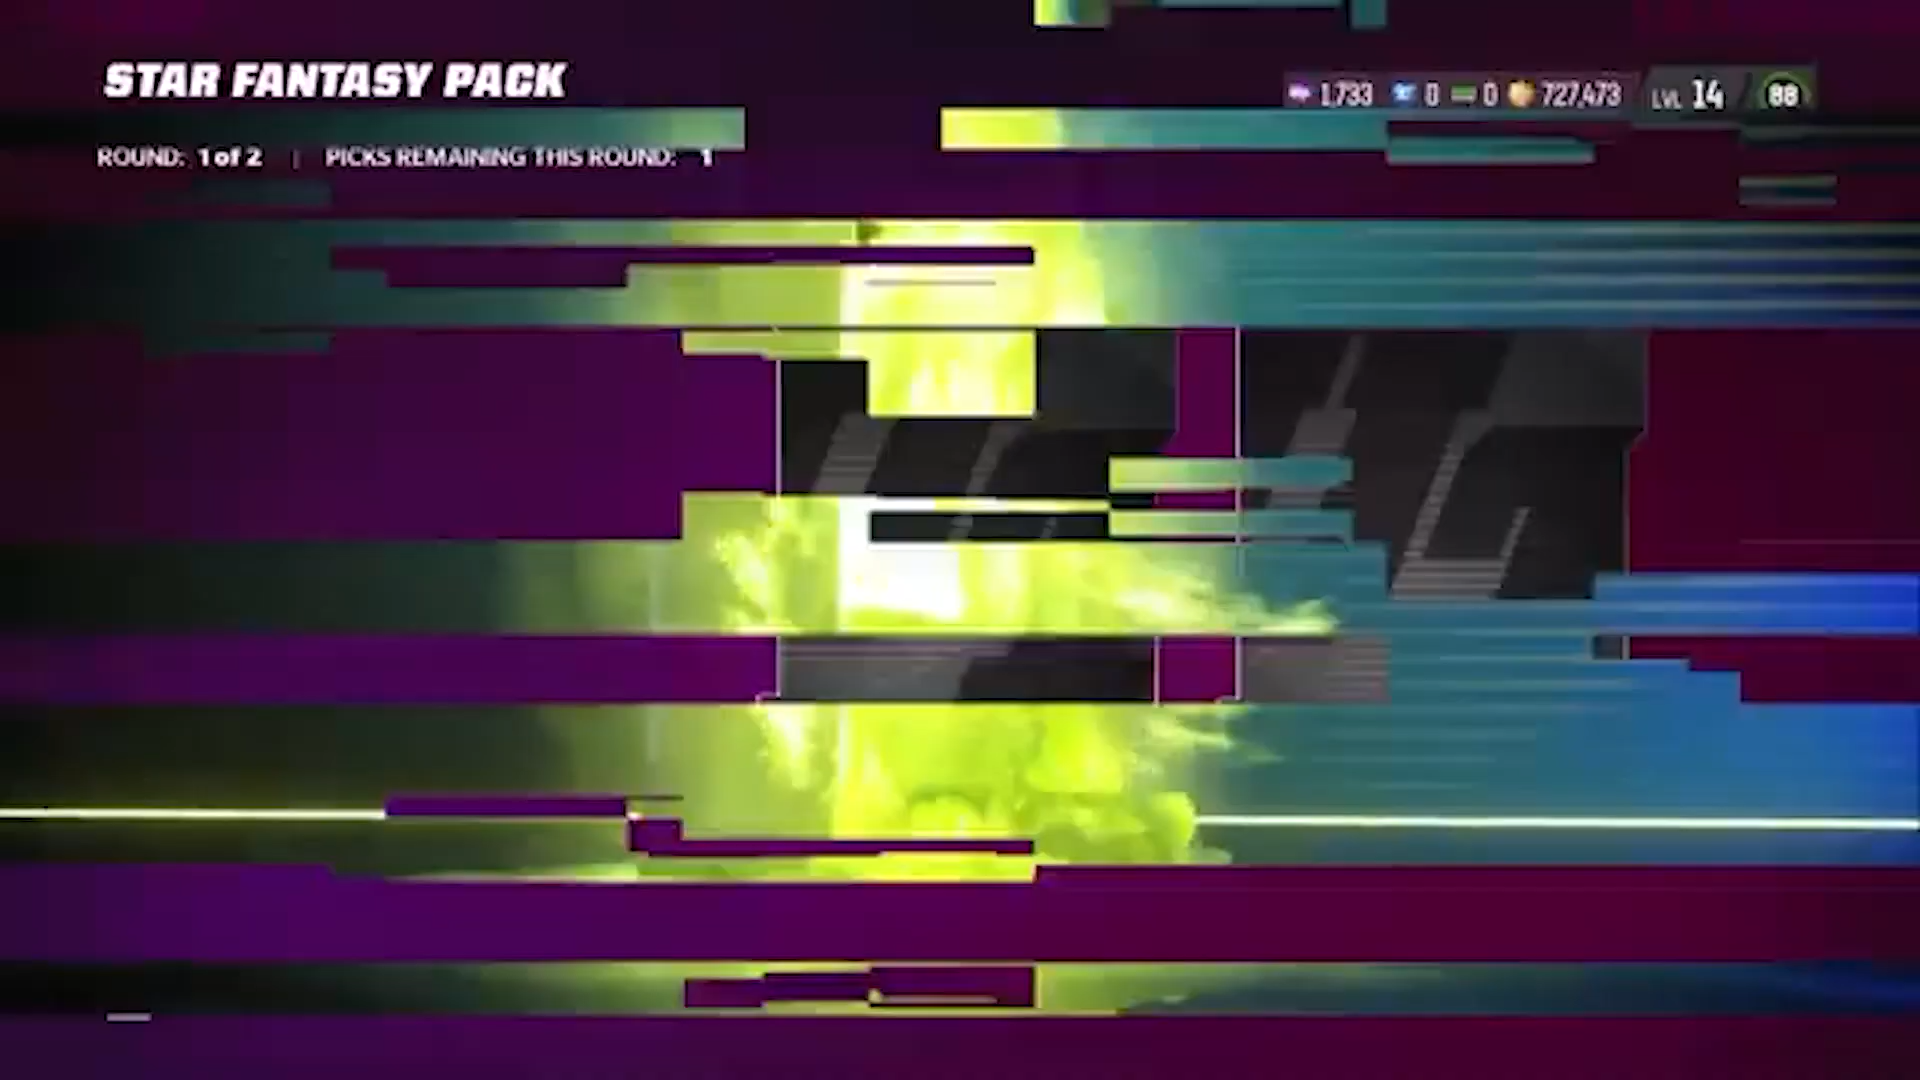 STAR FANTASY PACK
1,733 0 0 727,473 LVL 14 88
ROUND: 1 of 2 | PICKS REMAINING THIS ROUND: 1